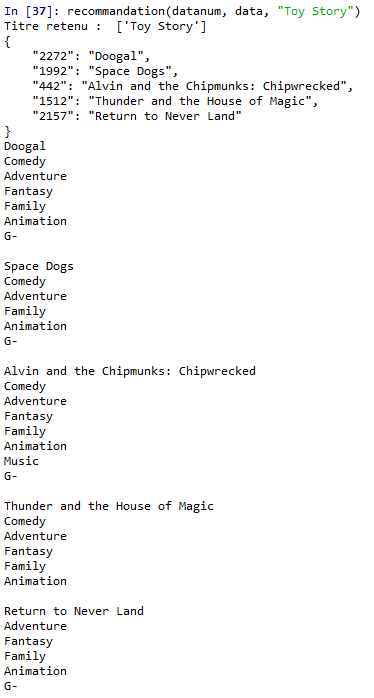 In [37]: recommandation(datanum, data, "Toy Story")
Titre retenu :  ['Toy Story']
{
    "2272": "Doogal",
    "1992": "Space Dogs",
    "442": "Alvin and the Chipmunks: Chipwrecked",
    "1512": "Thunder and the House of Magic",
    "2157": "Return to Never Land"
}
Doogal
Comedy
Adventure
Fantasy
Family
Animation
G-

Space Dogs
Comedy
Adventure
Family
Animation
G-

Alvin and the Chipmunks: Chipwrecked
Comedy
Adventure
Fantasy
Family
Animation
Music
G-

Thunder and the House of Magic
Comedy
Adventure
Fantasy
Family
Animation

Return to Never Land
Adventure
Fantasy
Family
Animation
G-